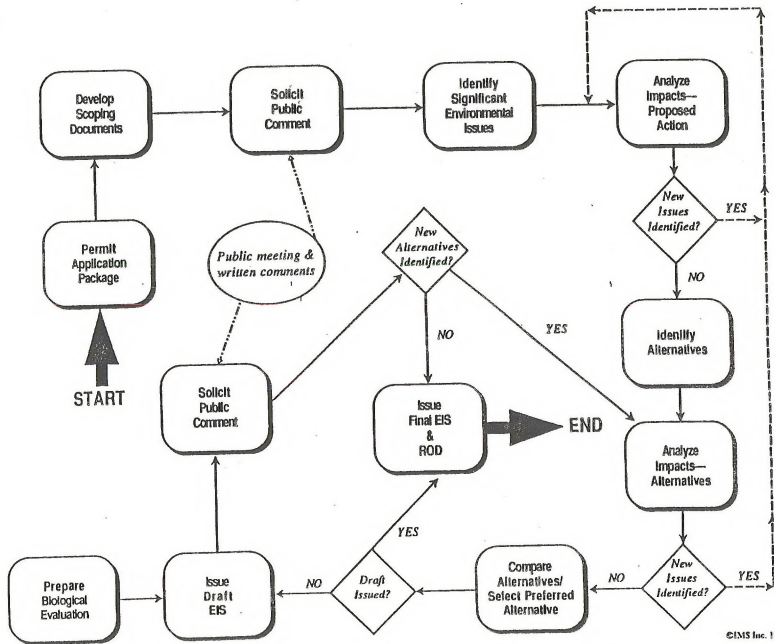 Develop
Scoping
Documents
Solicit
Public
Comment
Identify
Significant
Environmental
Issues
Analyze
Impacts—
Proposed
Action
New
Issues
Identified?
YES
NO
Permit
Application
Package
START
Public meeting &
written comments
New
Alternatives
Identified?
NO
YES
Identify
Alternatives
Solicit
Public
Comment
Issue
Final EIS
&
ROD
END
Analyze
Impacts—
Alternatives
YES
Prepare
Biological
Evaluation
Issue
Draft
EIS
NO
Draft
Issued?
Compare
Alternatives/
Select Preferred
Alternative
NO
New
Issues
Identified?
YES
©IMS Inc.